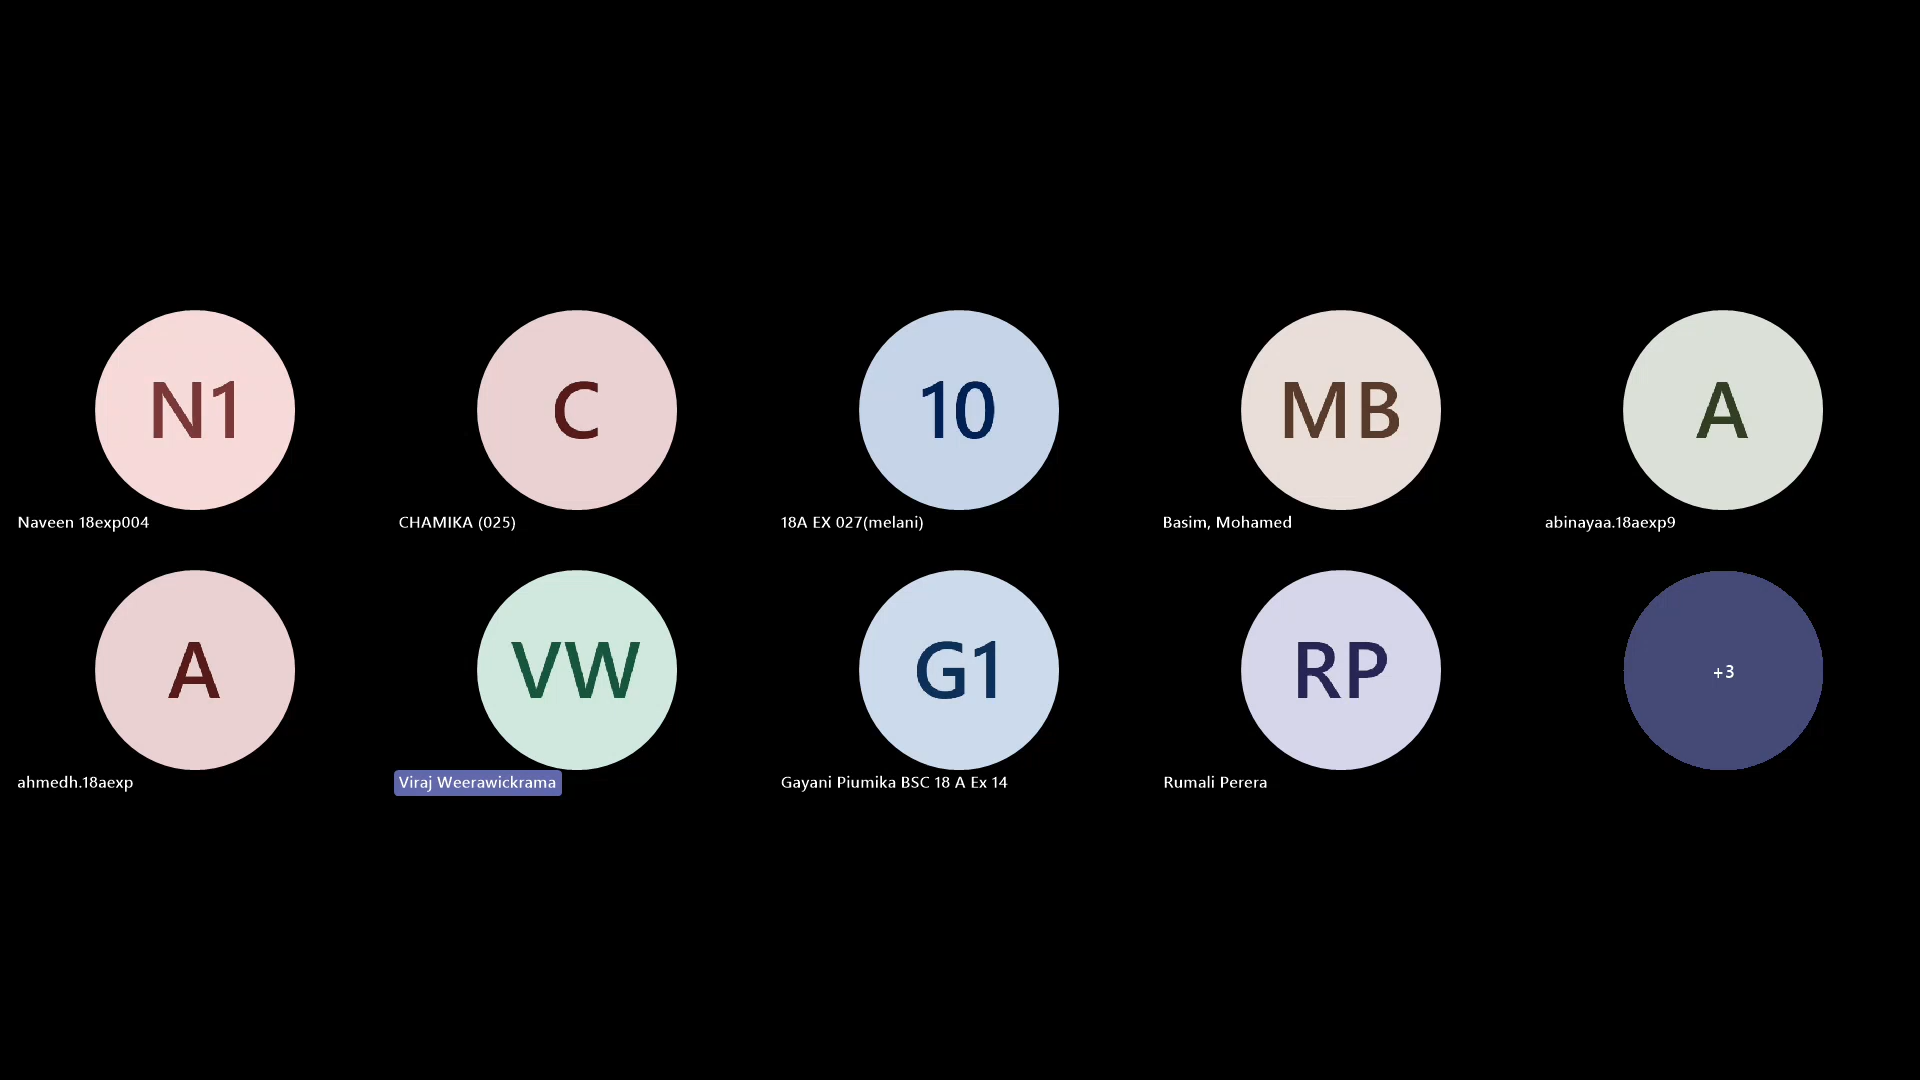 N1
C
10
MB
A
Naveen 18exp004
CHAMIKA (025)
18A EX 027(melani)
Basim, Mohamed
abinayaa.18aexp9
A
VW
G1
RP
+3
ahmedh.18aexp
Viraj Weerawickrama
Gayani Piumika BSC 18 A Ex 14
Rumali Perera